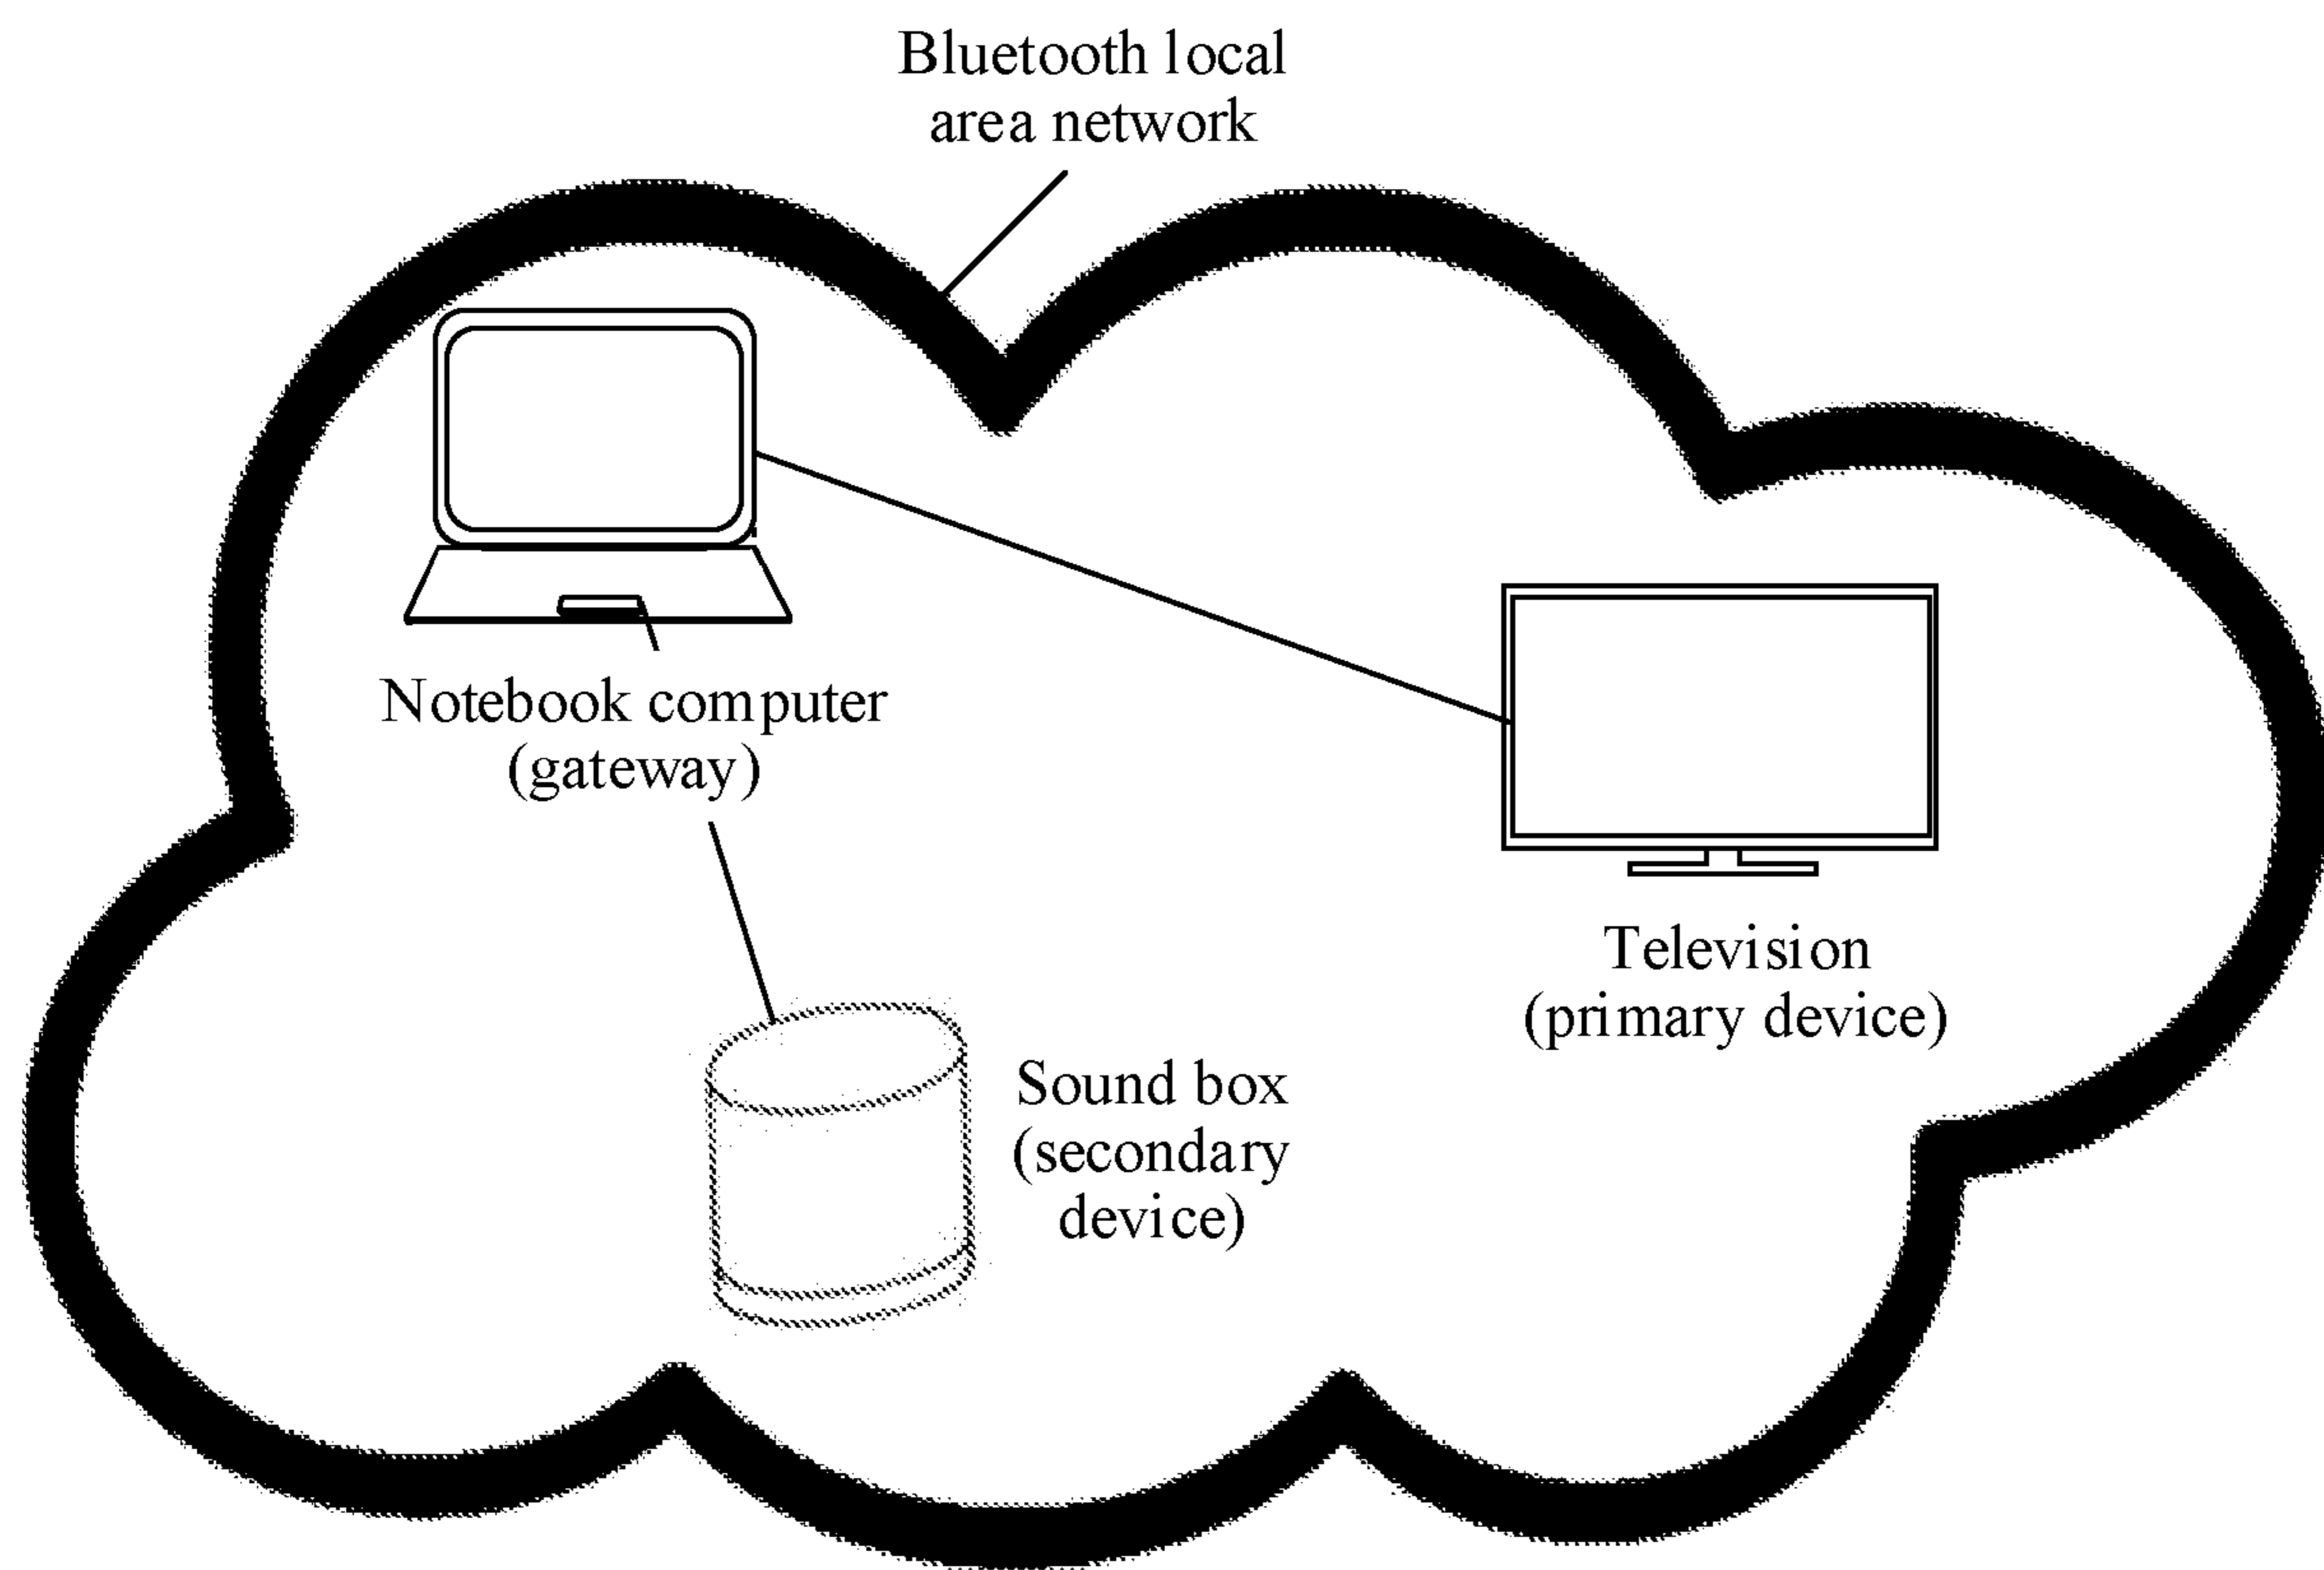 Bluetooth local
area network
Notebook computer
(gateway)
Television
(primary device)
Sound box
(secondary
device)